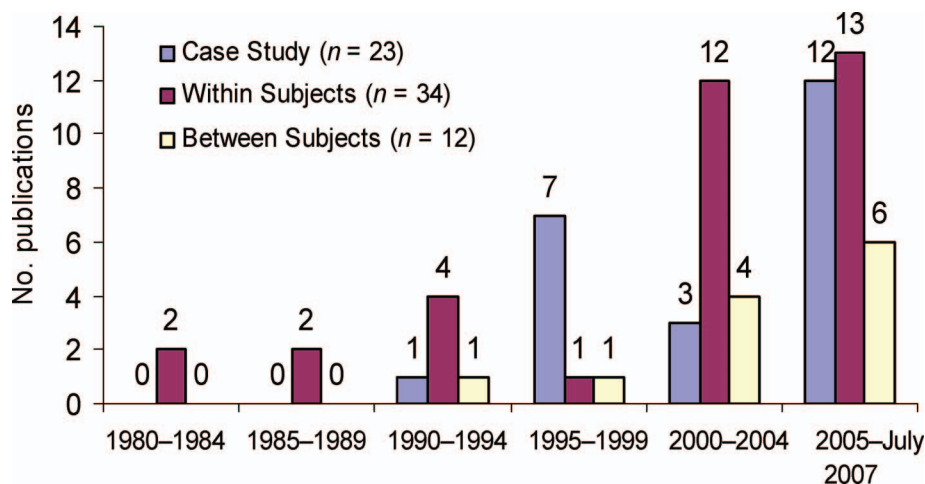 No. publications
14
12
10
8
6
4
2
0
Case Study (n = 23)
Within Subjects (n = 34)
Between Subjects (n = 12)
0 2 0
0 2 0
1 4 1
7 1 1
3 12 4
12 13 6
1980–1984 1985–1989 1990–1994 1995–1999 2000–2004 2005–July
2007